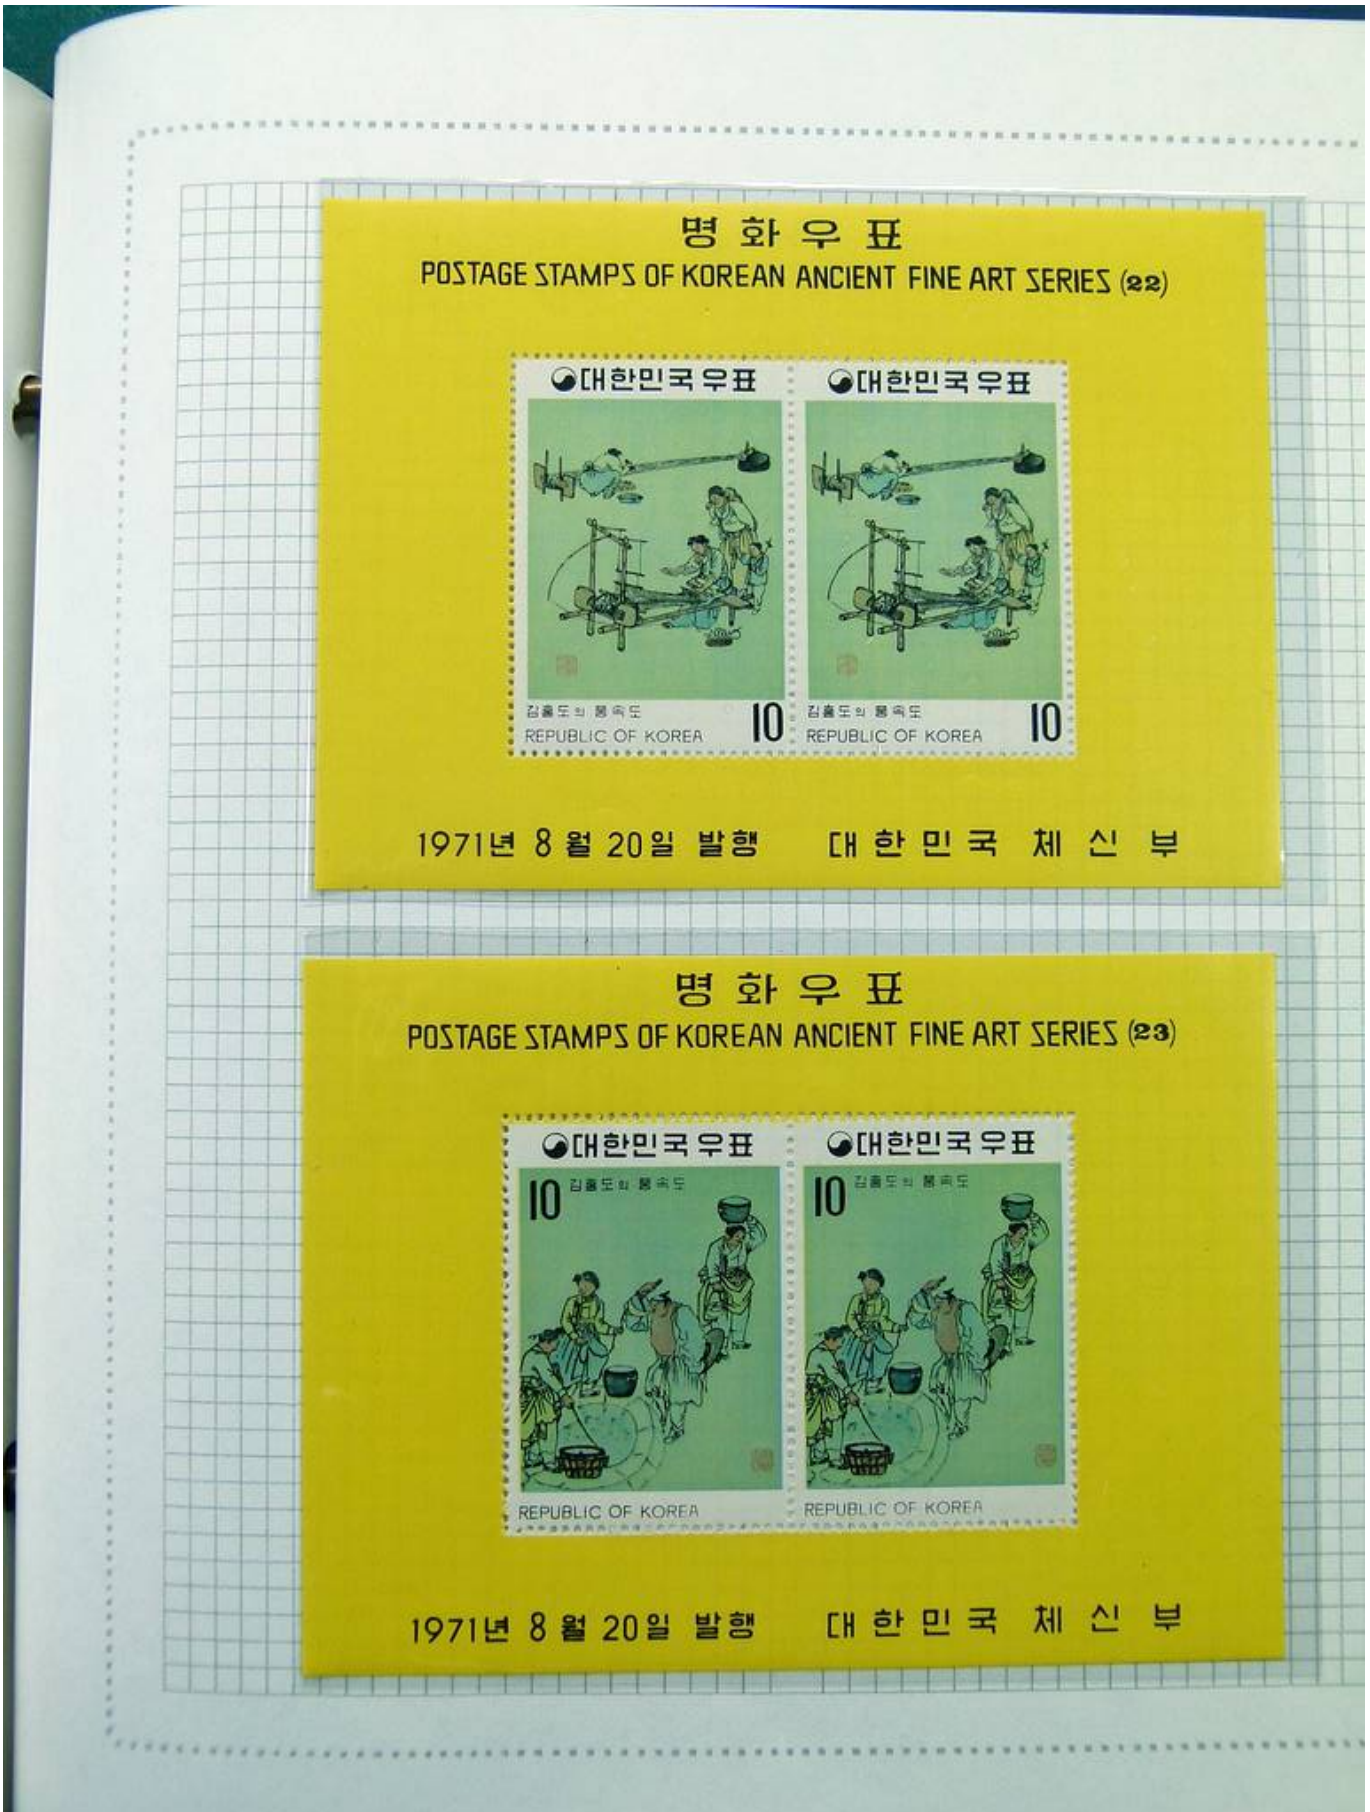 명화우표
POSTAGE STAMPS OF KOREAN ANCIENT FINE ART SERIES (22)
대한민국우표 대한민국우표
김홍도의 풍속도 김홍도의 풍속도
REPUBLIC OF KOREA 10 REPUBLIC OF KOREA 10
1971년 8월 20일 발행 대한민국 체신부
명화우표
POSTAGE STAMPS OF KOREAN ANCIENT FINE ART SERIES (23)
대한민국우표 대한민국우표
10 김홍도의 풍속도 10 김홍도의 풍속도
REPUBLIC OF KOREA REPUBLIC OF KOREA
1971년 8월 20일 발행 대한민국 체신부